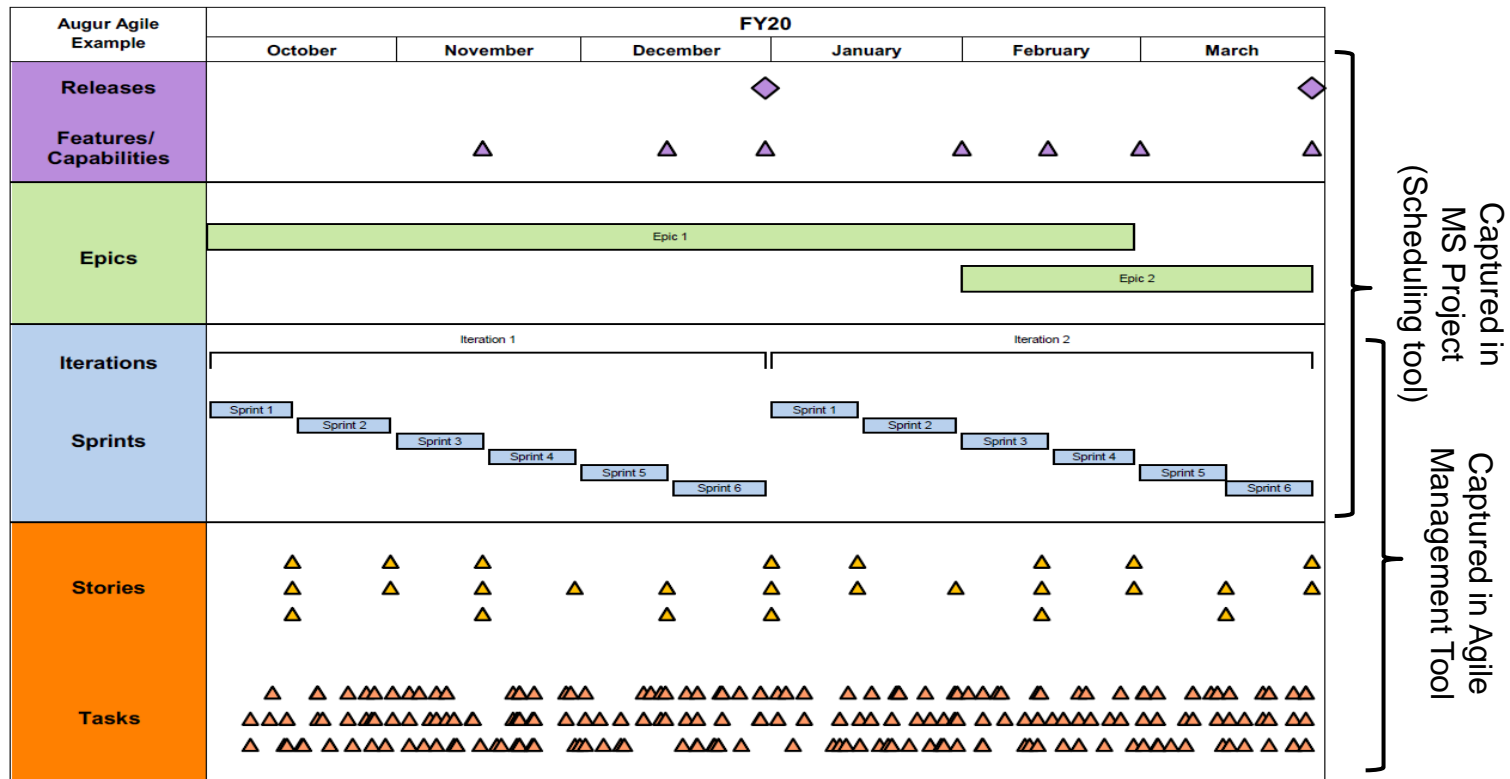 Augur Agile
Example
FY20
October
November
December
January
February
March
Releases
Features/
Capabilities
Epics
Epic 1
Epic 2
Iterations
Iteration 1
Iteration 2
Sprints
Sprint 1
Sprint 2
Sprint 3
Sprint 4
Sprint 5
Sprint 6
Sprint 1
Sprint 2
Sprint 3
Sprint 4
Sprint 5
Sprint 6
Stories
Tasks
Captured in
MS Project
(Scheduling tool)
Captured in Agile
Management Tool